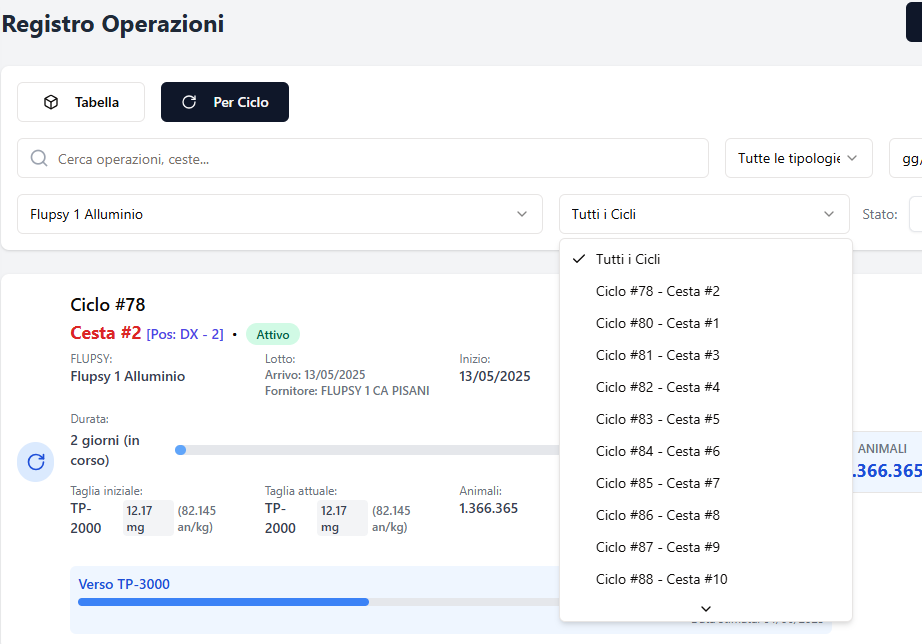 Registro Operazioni
Tabella
Per Ciclo
Cerca operazioni, ceste...
Tutte le tipologie
gg/
Flupsy 1 Alluminio
Tutti i Cicli
Stato:
Tutti i Cicli
Ciclo #78 - Cesta #2
Ciclo #80 - Cesta #1
Ciclo #81 - Cesta #3
Ciclo #82 - Cesta #4
Ciclo #83 - Cesta #5
Ciclo #84 - Cesta #6
Ciclo #85 - Cesta #7
Ciclo #86 - Cesta #8
Ciclo #87 - Cesta #9
Ciclo #88 - Cesta #10
Ciclo #78
Cesta #2 [Pos: DX - 2] • Attivo
FLUPSY:
Flupsy 1 Alluminio
Lotto:
Arrivo: 13/05/2025
Fornitore: FLUPSY 1 CA PISANI
Inizio:
13/05/2025
Durata:
2 giorni (in
corso)
Taglia iniziale:
TP-
2000
12.17
mg
(82.145
an/kg)
Taglia attuale:
TP-
2000
12.17
mg
(82.145
an/kg)
Animali:
1.366.365
ANIMALI
.366.365
Verso TP-3000